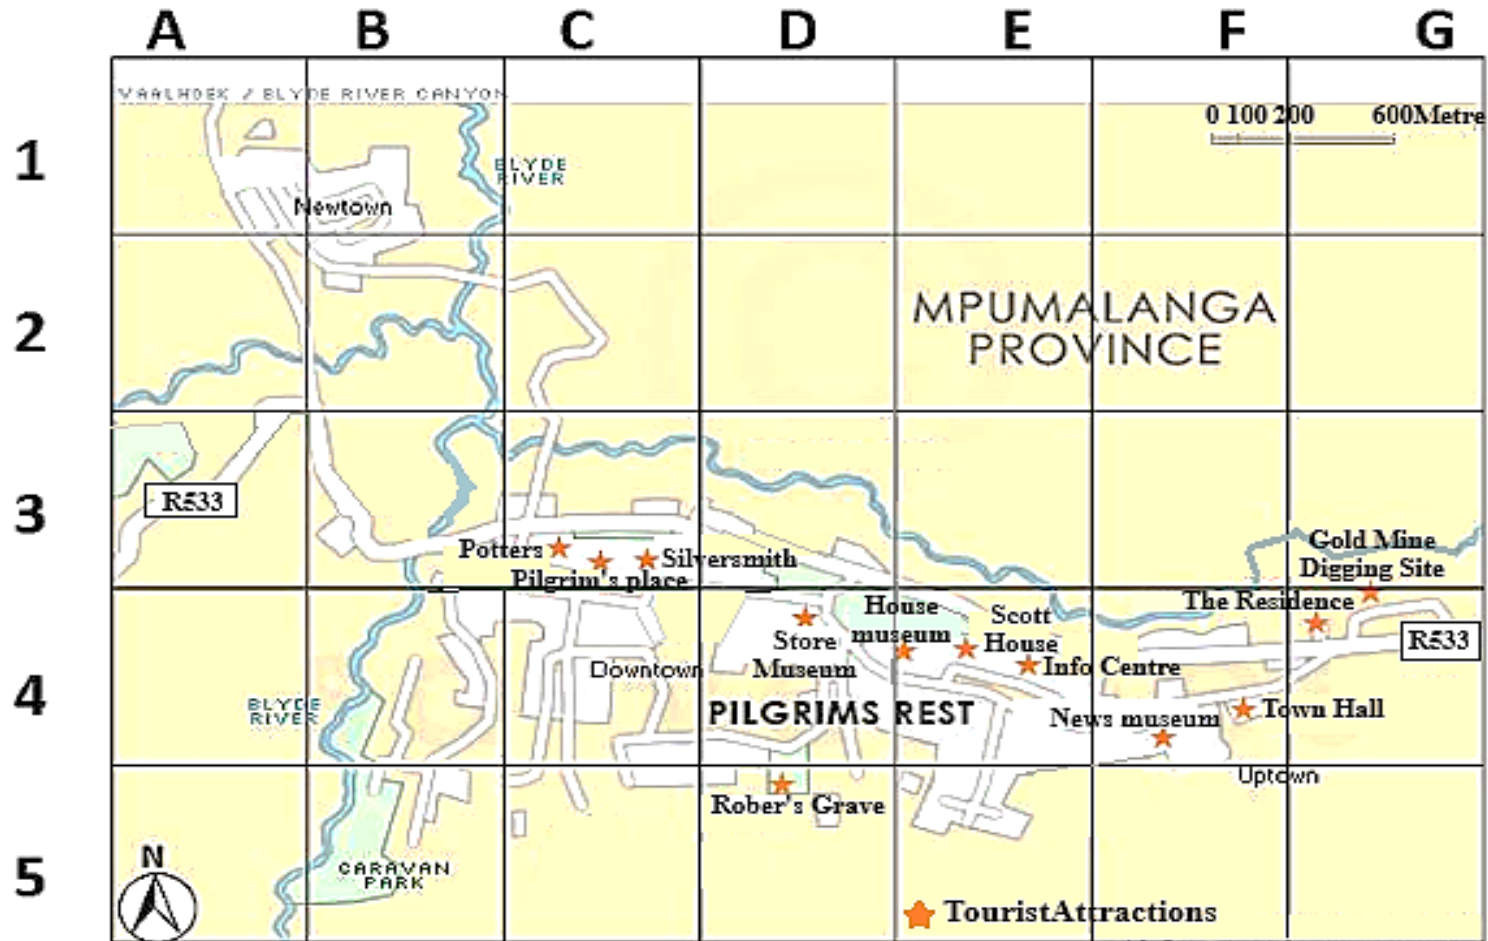 A B C D E F G
VAALHOEK / BLYDE RIVER CANYON
0 100 200 600Metre
1
BLYDE
RIVER
Newtown
2
MPUMALANGA
PROVINCE
3
R533
Gold Mine
Digging Site
Potters
Silversmith
Pilgrim's place
The Residence
House
museum
Scott
House
R533
Store
Museum
Info Centre
Downtown
4
BLYDE
RIVER
PILGRIMS REST
News museum
Town Hall
Uptown
Rober's Grave
5
N
CARAVAN
PARK
TouristAttractions